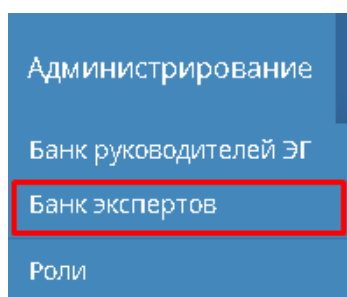 Администрирование
Банк руководителей ЭГ
Банк экспертов
Роли